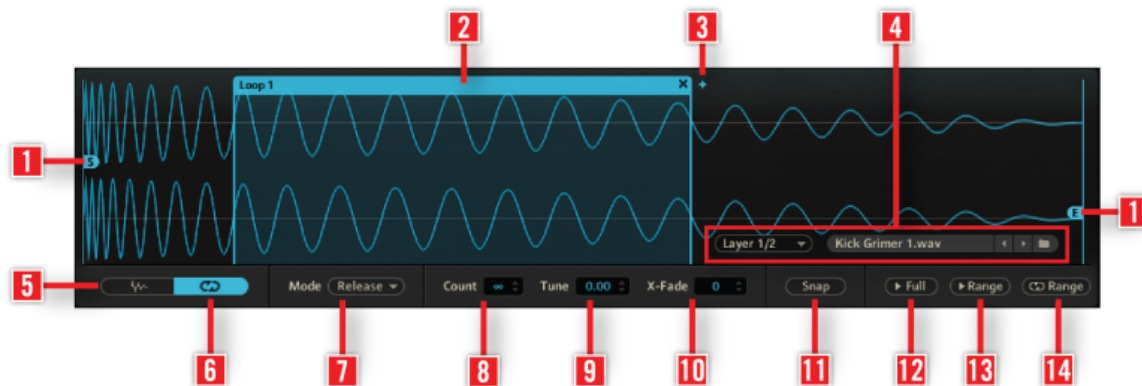 2
3
4
Loop 1
1
S
E
1
Layer 1/2
Kick Grimer 1.wav
5
Mode
Release
Count
∞
Tune
0.00
X-Fade
0
Snap
Full
Range
Range
6
7
8
9
10
11
12
13
14